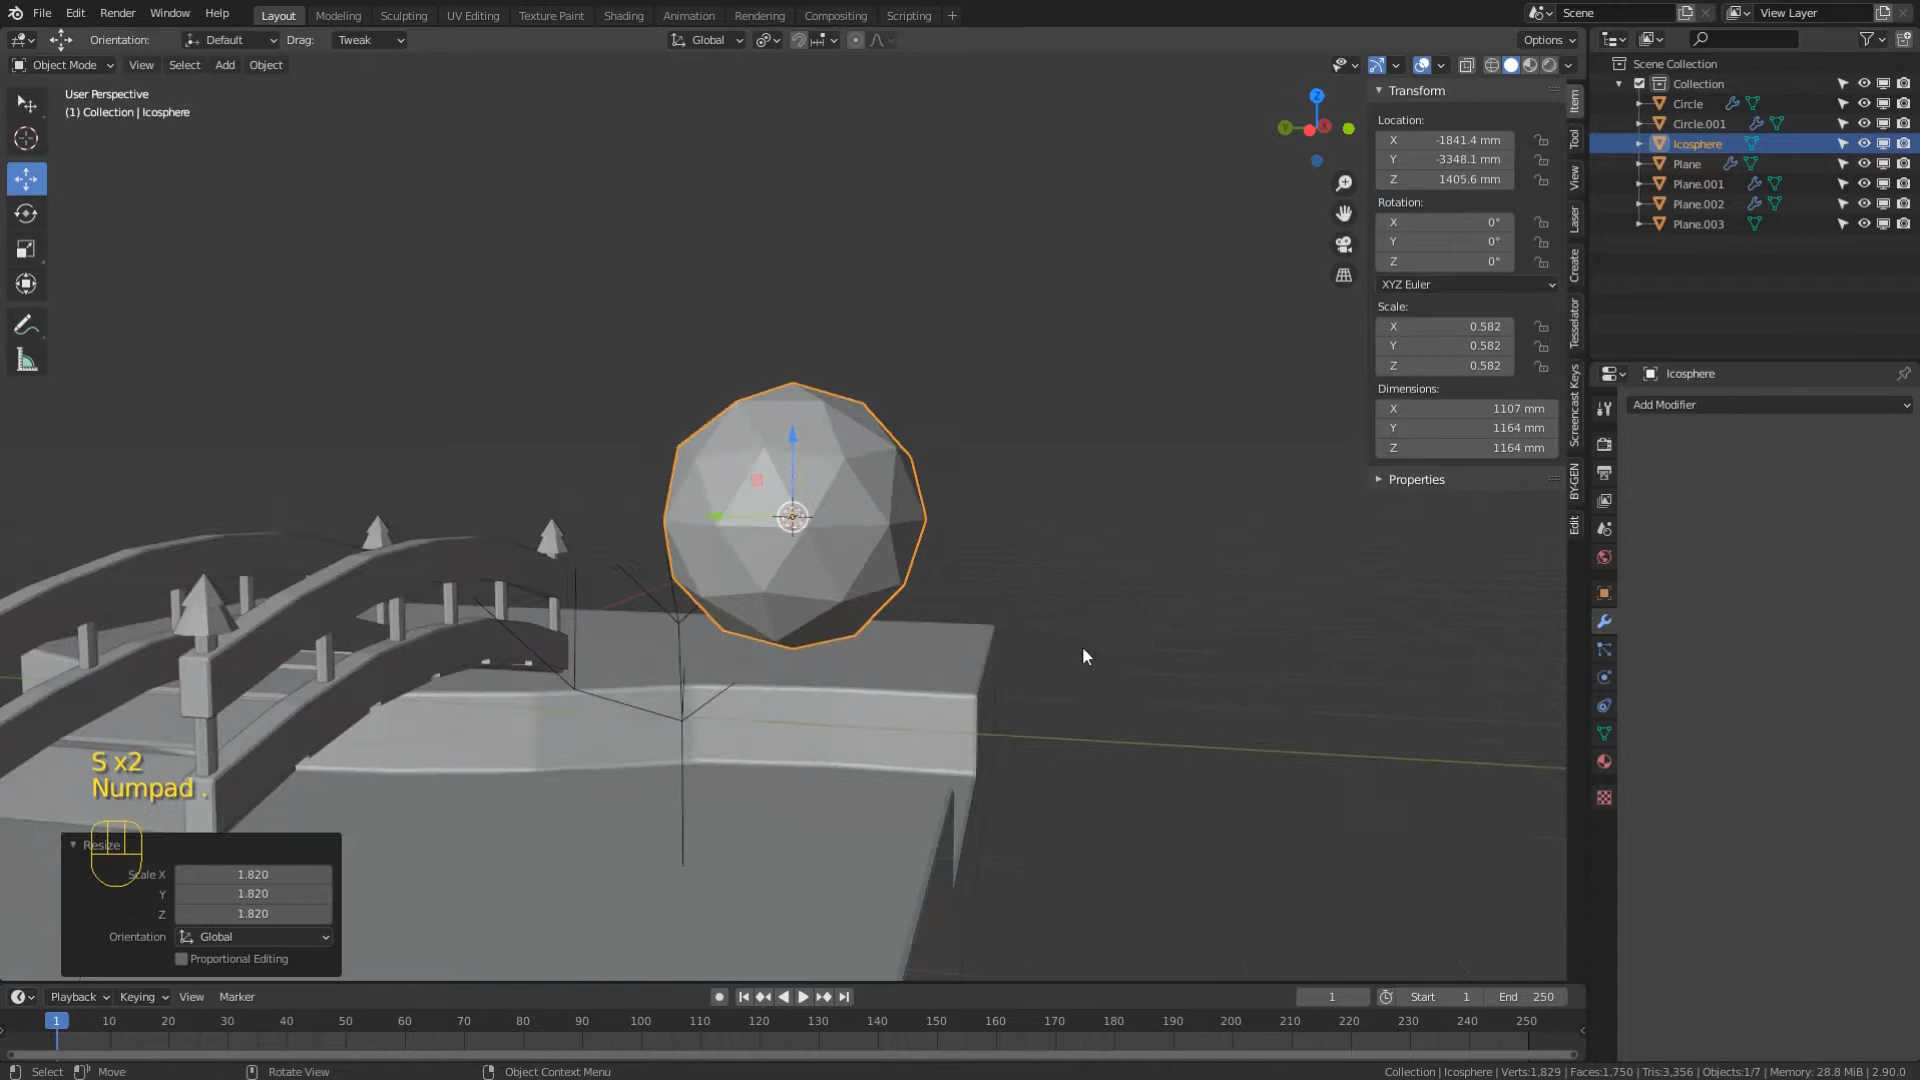 File Edit Render Window Help Layout Modeling Sculpting UV Editing Texture Paint Shading Animation Rendering Compositing Scripting + Scene View Layer
Orientation: Default Drag: Tweak Global Options
Object Mode View Select Add Object
User Perspective
(1) Collection | Icosphere
Z
Y
X
Transform
Location:
X -1841.4 mm
Y -3348.1 mm
Z 1405.6 mm
Rotation:
X 0°
Y 0°
Z 0°
XYZ Euler
Scale:
X 0.582
Y 0.582
Z 0.582
Dimensions:
X 1107 mm
Y 1164 mm
Z 1164 mm
Properties
Item
Tool
View
Laser
Create
Tesselator
Screencast Keys
BY-GEN
Edit
Scene Collection
Collection
Circle
Circle.001
Icosphere
Plane
Plane.001
Plane.002
Plane.003
Icosphere
Add Modifier
S x2
Numpad .
Resize
Scale X 1.820
Y 1.820
Z 1.820
Orientation Global
Proportional Editing
Playback Keying View Marker 1 Start 1 End 250
1 10 20 30 40 50 60 70 80 90 100 110 120 130 140 150 160 170 180 190 200 210 220 230 240 250
Select Move Rotate View Object Context Menu Collection | Icosphere | Verts:1,829 | Faces:1,750 | Tris:3,356 | Objects:1/7 | Memory: 28.8 MiB | 2.90.0